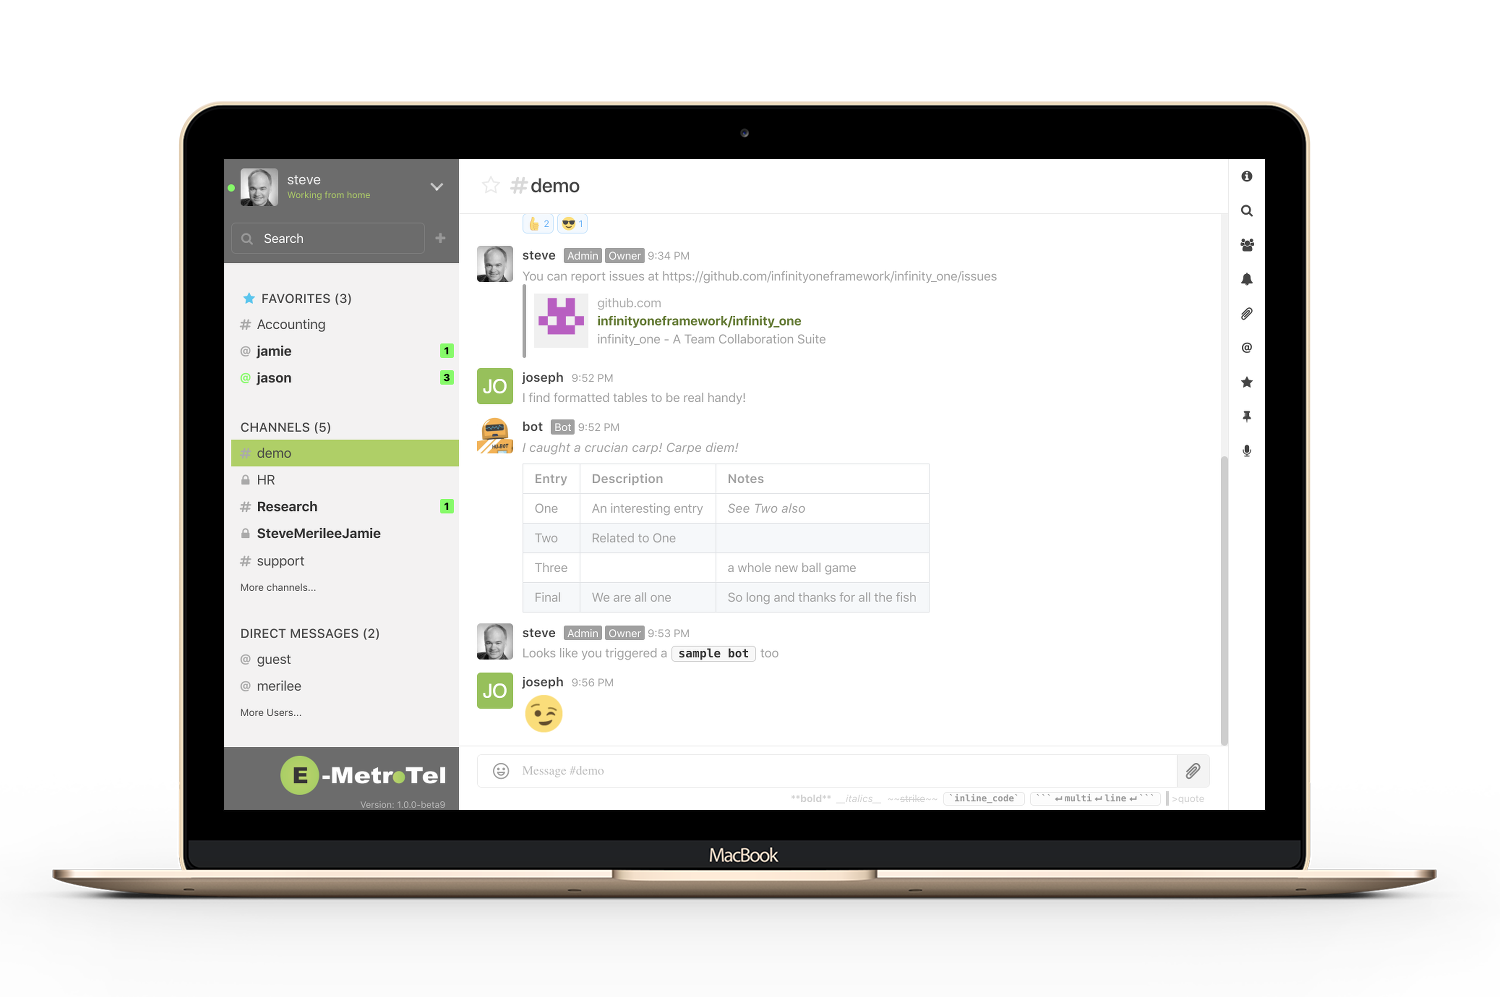 steve
Working from home
Search
FAVORITES (3)
# Accounting
@ jamie 1
@ jason 3
CHANNELS (5)
# demo
HR
# Research 1
SteveMerileeJamie
# support
More channels...
DIRECT MESSAGES (2)
@ guest
@ merilee
More Users...
E-MetroTel
Version: 1.0.0-beta9
#demo
2 1
steve Admin Owner 9:34 PM
You can report issues at https://github.com/infinityoneframework/infinity_one/issues
github.com
infinityoneframework/infinity_one
infinity_one - A Team Collaboration Suite
JO joseph 9:52 PM
I find formatted tables to be real handy!
bot Bot 9:52 PM
I caught a crucian carp! Carpe diem!
Entry Description Notes
One An interesting entry See Two also
Two Related to One
Three a whole new ball game
Final We are all one So long and thanks for all the fish
steve Admin Owner 9:53 PM
Looks like you triggered a sample bot too
JO joseph 9:56 PM
Message #demo
**bold** __italics__ ~~strike~~ `inline_code` ```↵multi↵line↵``` >quote
@
MacBook